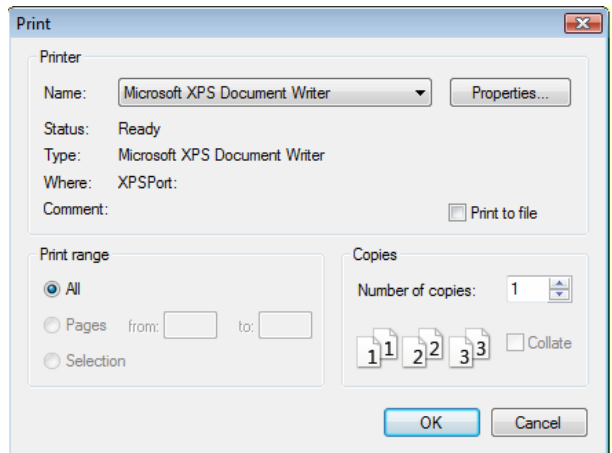 Print
Printer
Name: Microsoft XPS Document Writer Properties...
Status: Ready
Type: Microsoft XPS Document Writer
Where: XPSPort:
Comment: Print to file
Print range
All
Pages from: to:
Selection
Copies
Number of copies: 1
1 1 2 2 3 3 Collate
OK Cancel